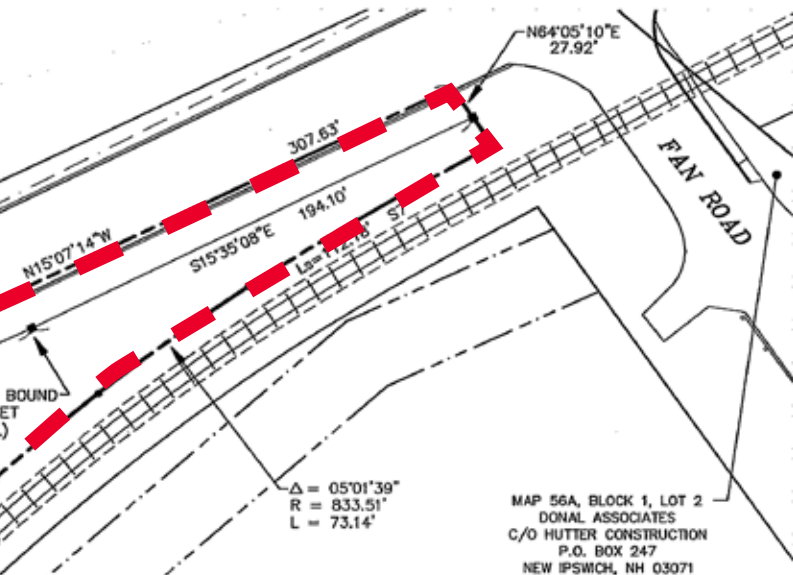 N64°05'10"E
27.92'
307.63'
FAN ROAD
194.10'
N15°07'14"W
S15°35'08"E
BOUND
Δ = 05°01'39"
R = 833.51'
L = 73.14'
MAP 56A, BLOCK 1, LOT 2
DONAL ASSOCIATES
C/O HUTTER CONSTRUCTION
P.O. BOX 247
NEW IPSWICH, NH 03071